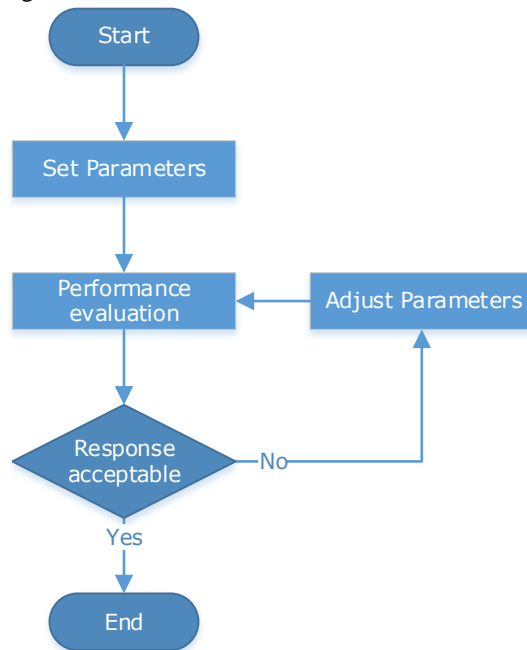 Start
Set Parameters
Performance
evaluation
Adjust Parameters
Response
acceptable
No
Yes
End